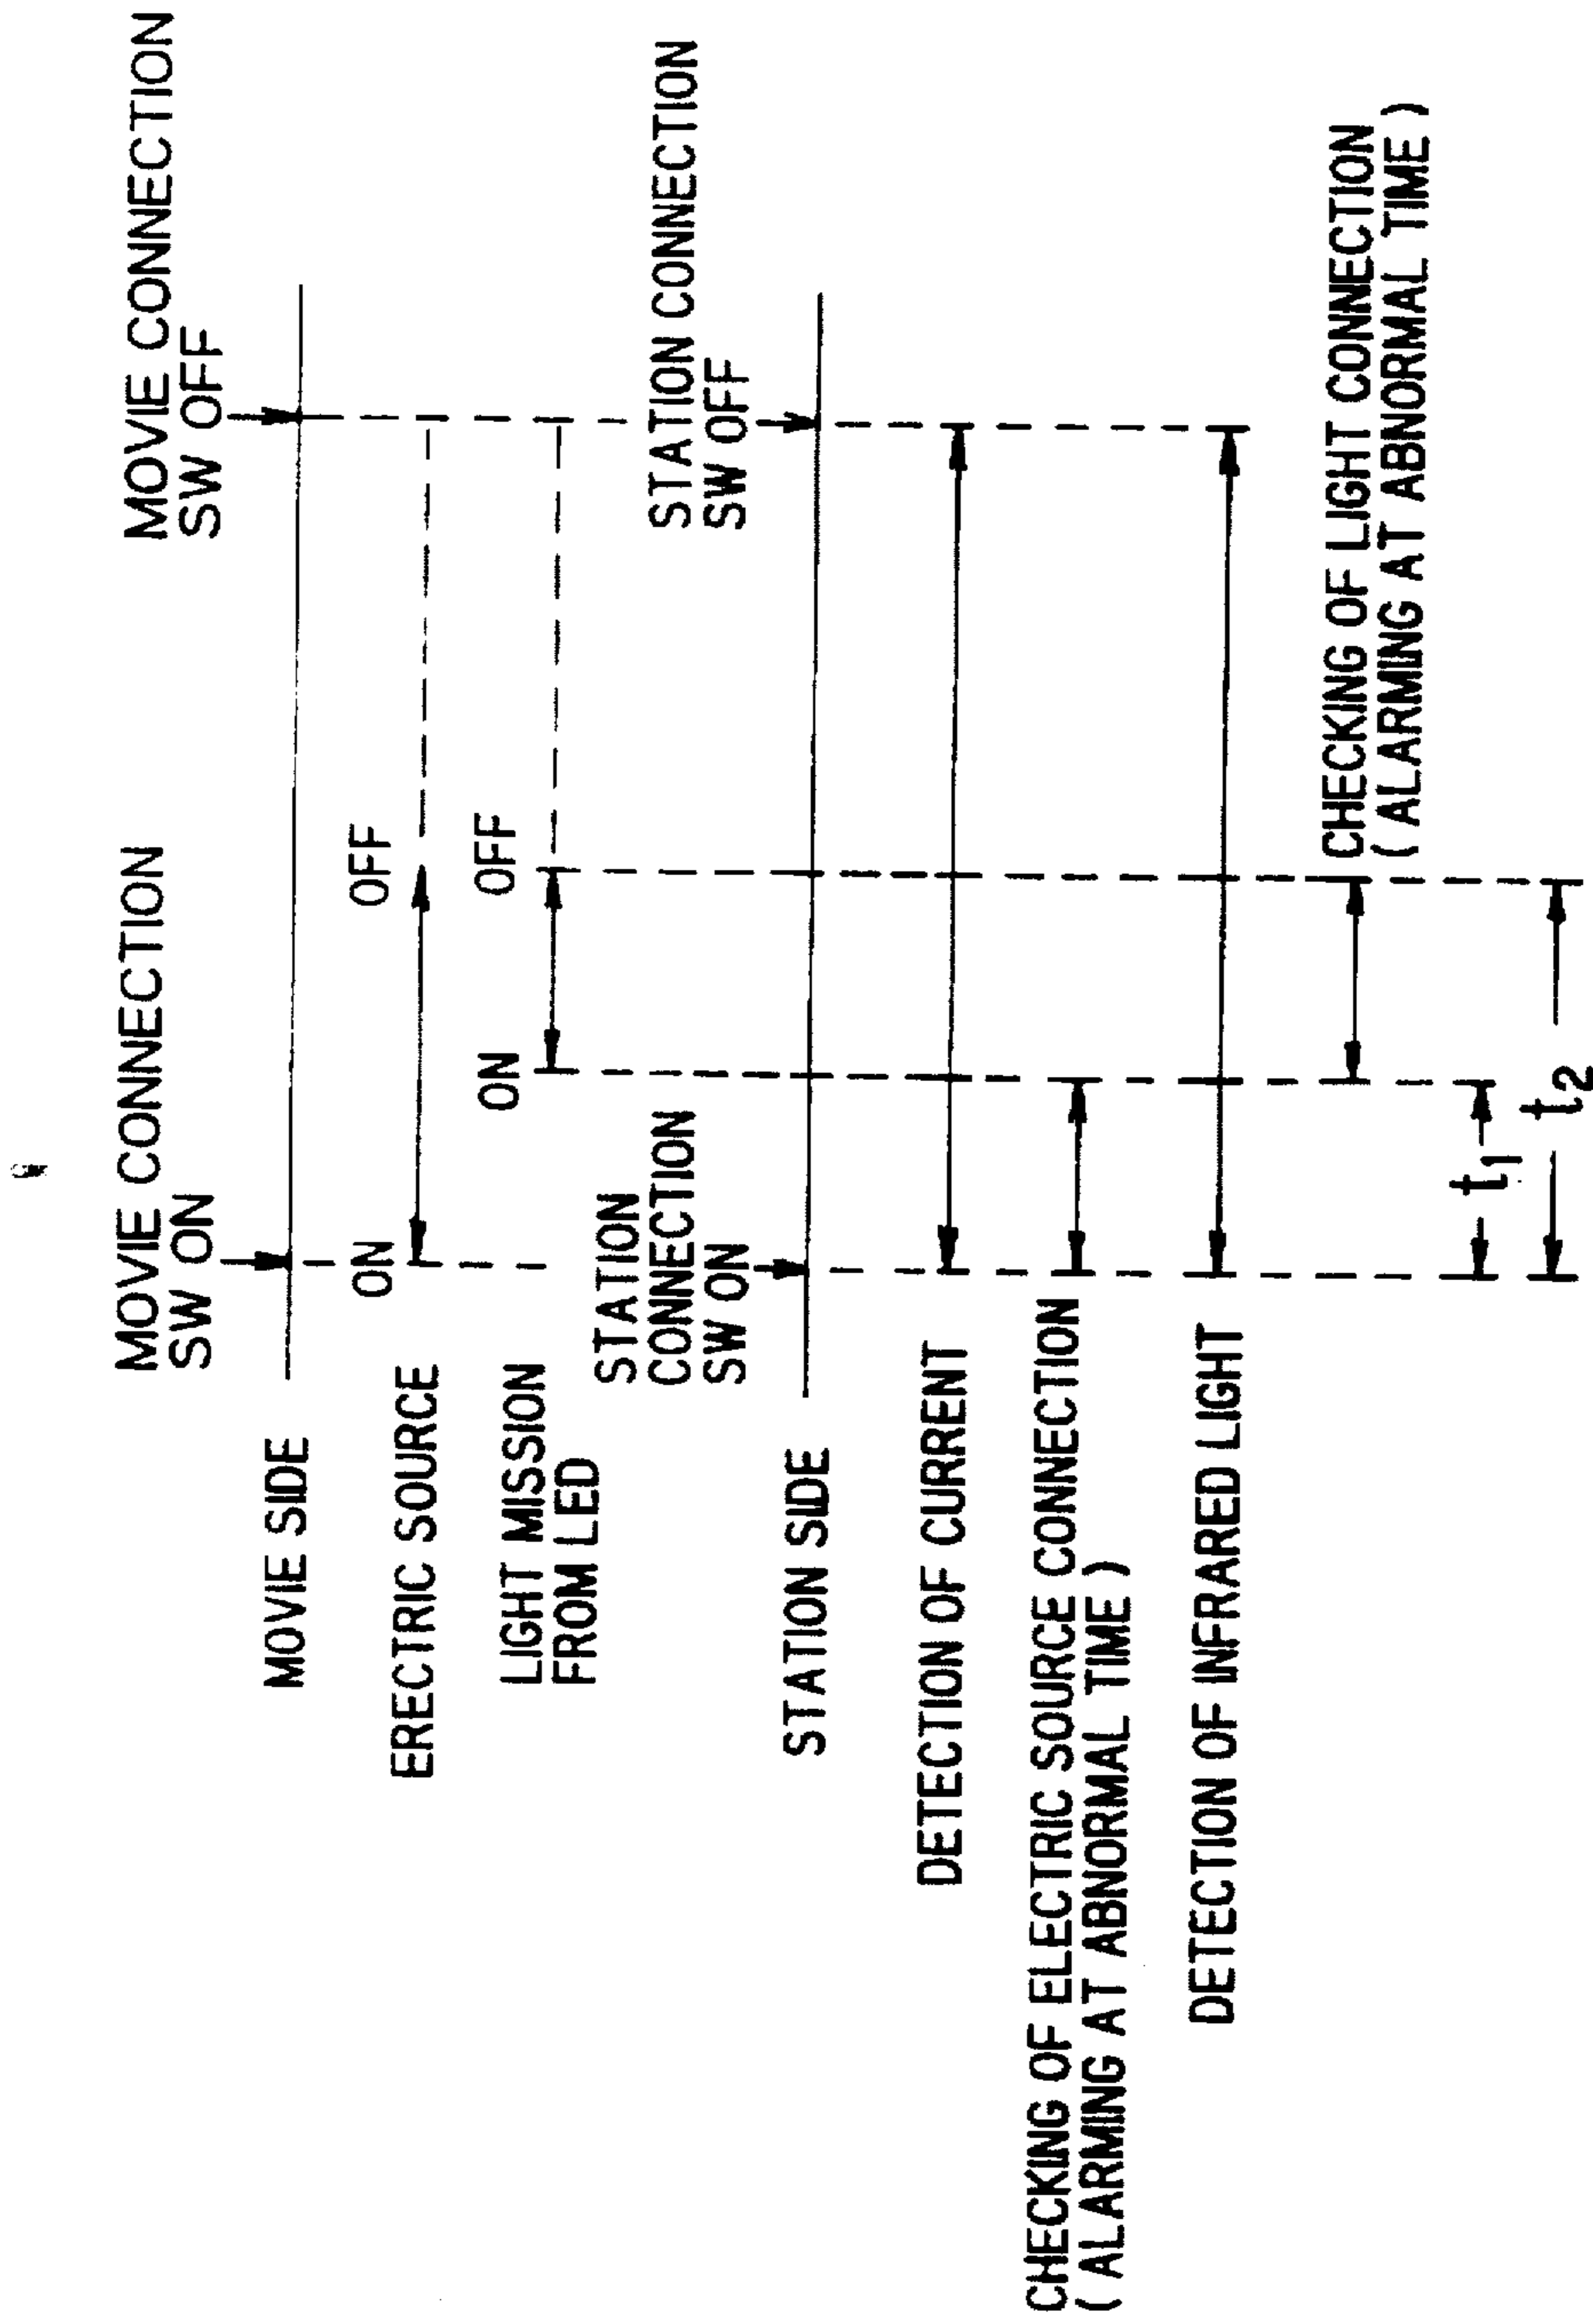 MOVIE CONNECTION
SW ON
MOVIE CONNECTION
SW OFF
MOVIE SIDE
ON
OFF
ERECTRIC SOURCE
ON
OFF
LIGHT MISSION
FROM LED
STATION
CONNECTION
SW ON
STATION CONNECTION
SW OFF
STATION SIDE
DETECTION OF CURRENT
CHECKING OF ELECTRIC SOURCE CONNECTION
( ALARMING AT ABNORMAL TIME )
DETECTION OF INFRARED LIGHT
CHECKING OF LIGHT CONNECTION
( ALARMING AT ABNORMAL TIME )
t1
t2